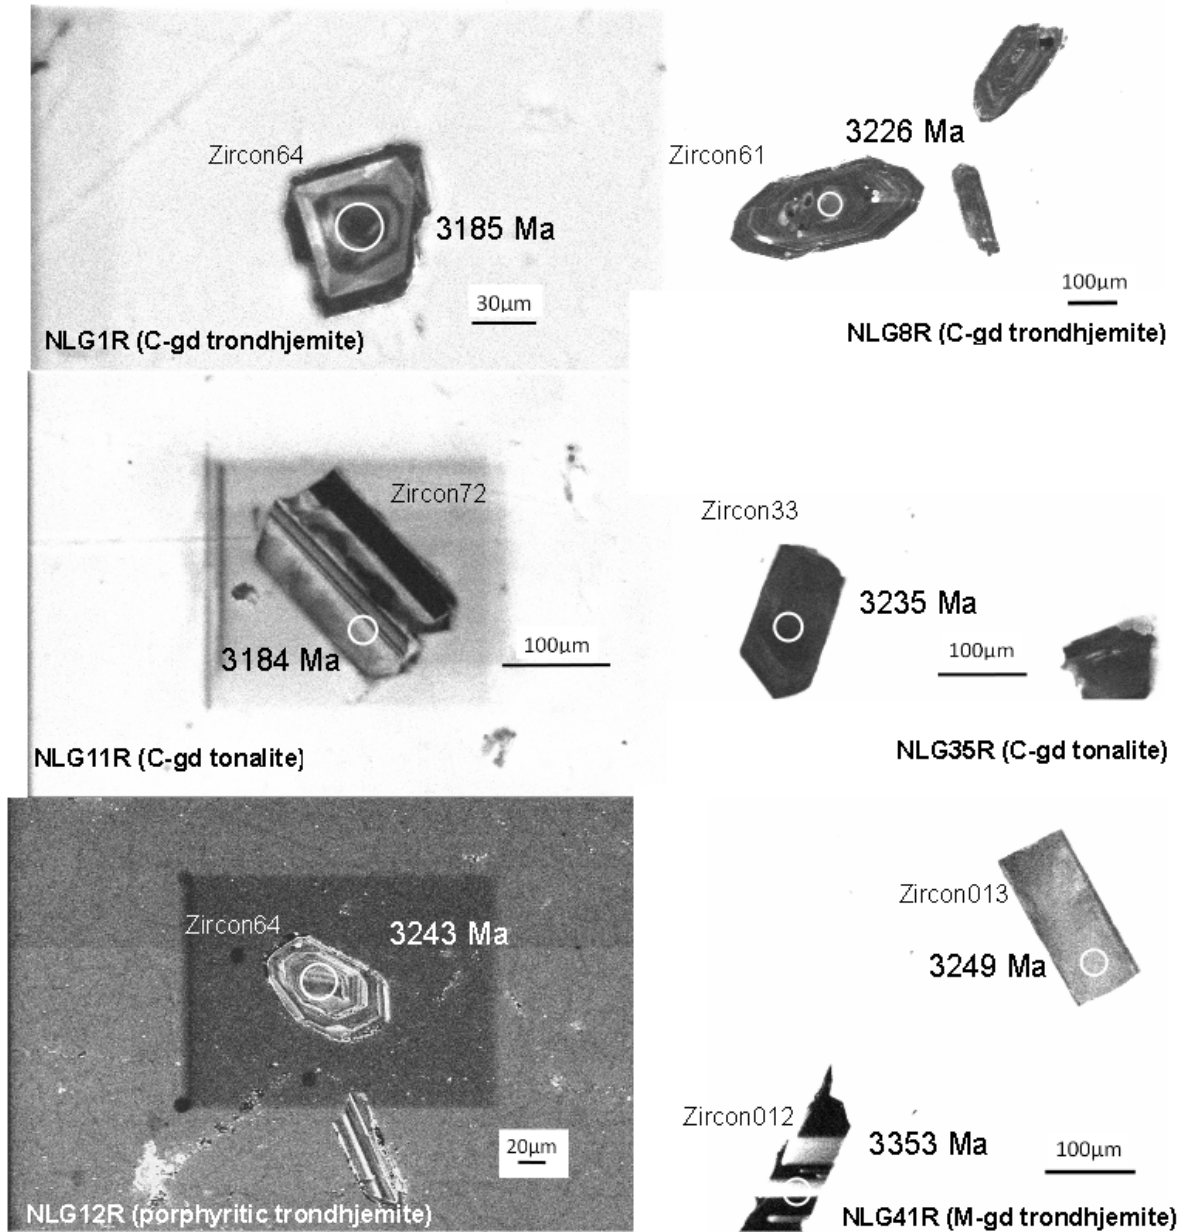 Zircon64
3185 Ma
30µm
NLG1R (C-gd trondhjemite)
3226 Ma
Zircon61
100µm
NLG8R (C-gd trondhjemite)
Zircon72
3184 Ma
100µm
NLG11R (C-gd tonalite)
Zircon33
3235 Ma
100µm
NLG35R (C-gd tonalite)
Zircon64
3243 Ma
20µm
NLG12R (porphyritic trondhjemite)
Zircon013
3249 Ma
Zircon012
3353 Ma
100µm
NLG41R (M-gd trondhjemite)